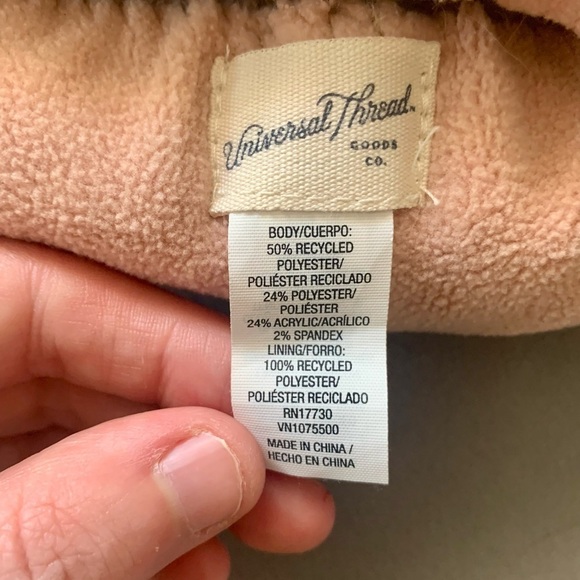 Universal Thread™
GOODS
CO.
BODY/CUERPO:
50% RECYCLED
POLYESTER/
POLIÉSTER RECICLADO
24% POLYESTER/
POLIÉSTER
24% ACRYLIC/ACRÍLICO
2% SPANDEX
LINING/FORRO:
100% RECYCLED
POLYESTER/
POLIÉSTER RECICLADO
RN17730
VN1075500
MADE IN CHINA /
HECHO EN CHINA